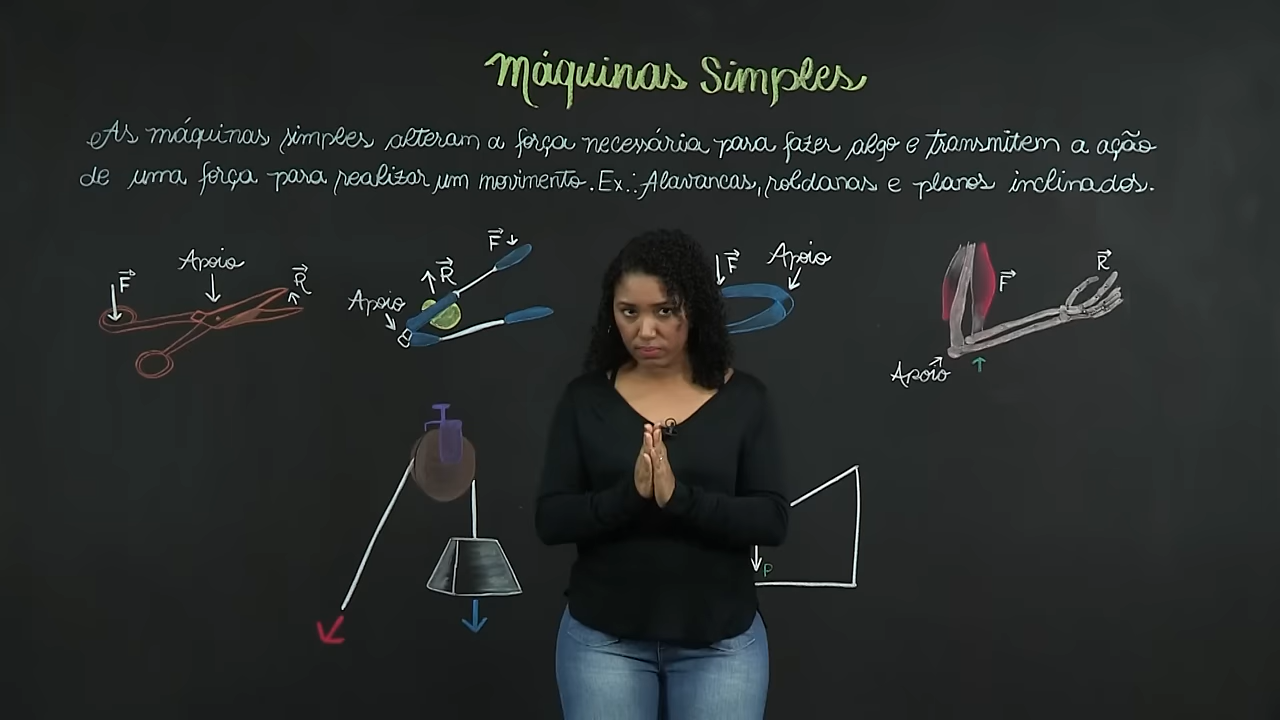 Máquinas Simples
As máquinas simples alteram a força necessária para fazer algo e transmitem a ação
de uma força para realizar um movimento. Ex.: Alavancas, roldanas e planos inclinados.
F Apoio R
Apoio R F
F Apoio
F R
Apoio
P